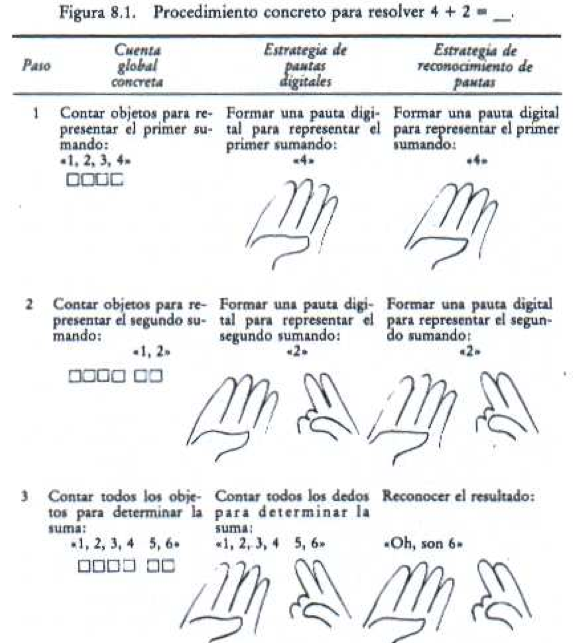 Figura 8.1. Procedimiento concreto para resolver 4 + 2 = __.
Paso
Cuenta
global
concreta
Estrategia de
pautas
digitales
Estrategia de
reconocimiento de
pautas
1
Contar objetos para re-
presentar el primer su-
mando:
«1, 2, 3, 4»
Formar una pauta digi-
tal para representar el
primer sumando:
«4»
Formar una pauta digital
para representar el primer
sumando:
«4»
2
Contar objetos para re-
presentar el segundo su-
mando:
«1, 2»
Formar una pauta digi-
tal para representar el
segundo sumando:
«2»
Formar una pauta digital
para representar el segun-
do sumando:
«2»
3
Contar todos los obje-
tos para determinar la
suma:
«1, 2, 3, 4 5, 6»
Contar todos los dedos
para determinar la
suma:
«1, 2, 3, 4 5, 6»
Reconocer el resultado:
«Oh, son 6»